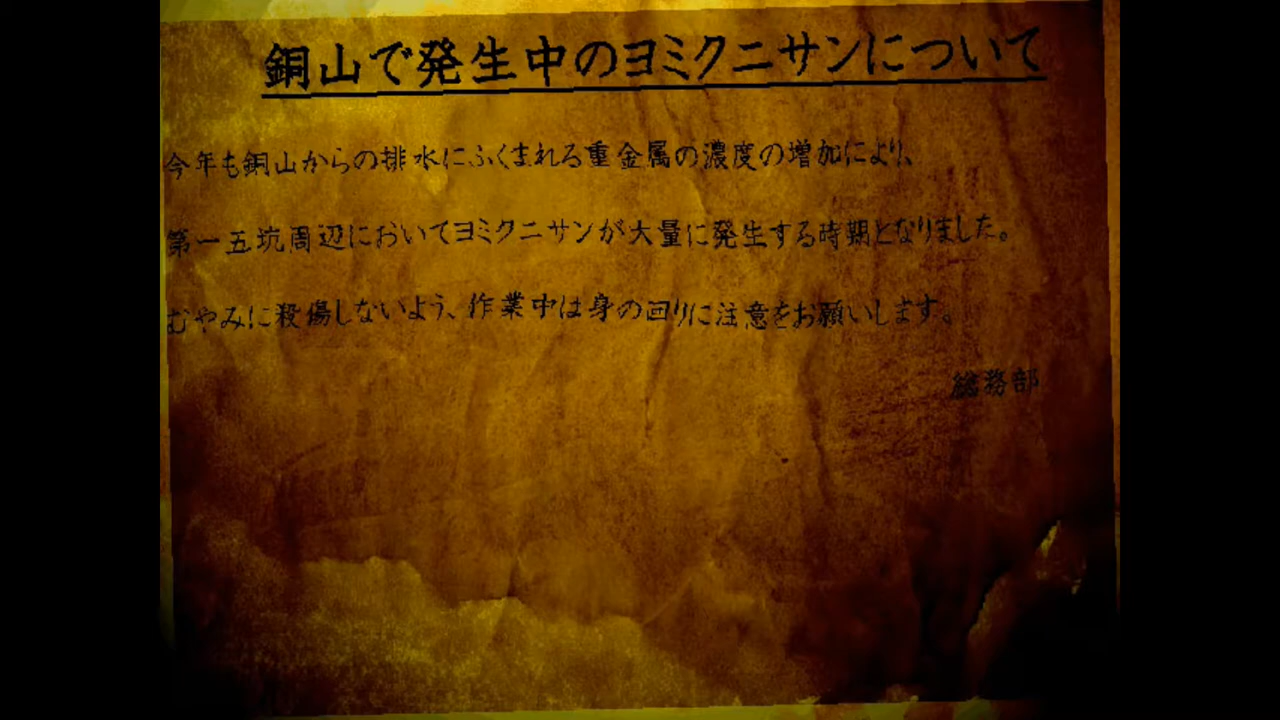 銅山で発生中のヨミクニサンについて
今年も銅山からの排水にふくまれる重金属の濃度の増加により、
第一五坑周辺においてヨミクニサンが大量に発生する時期となりました。
むやみに殺傷しないよう、作業中は身の回りに注意をお願いします。
総務部